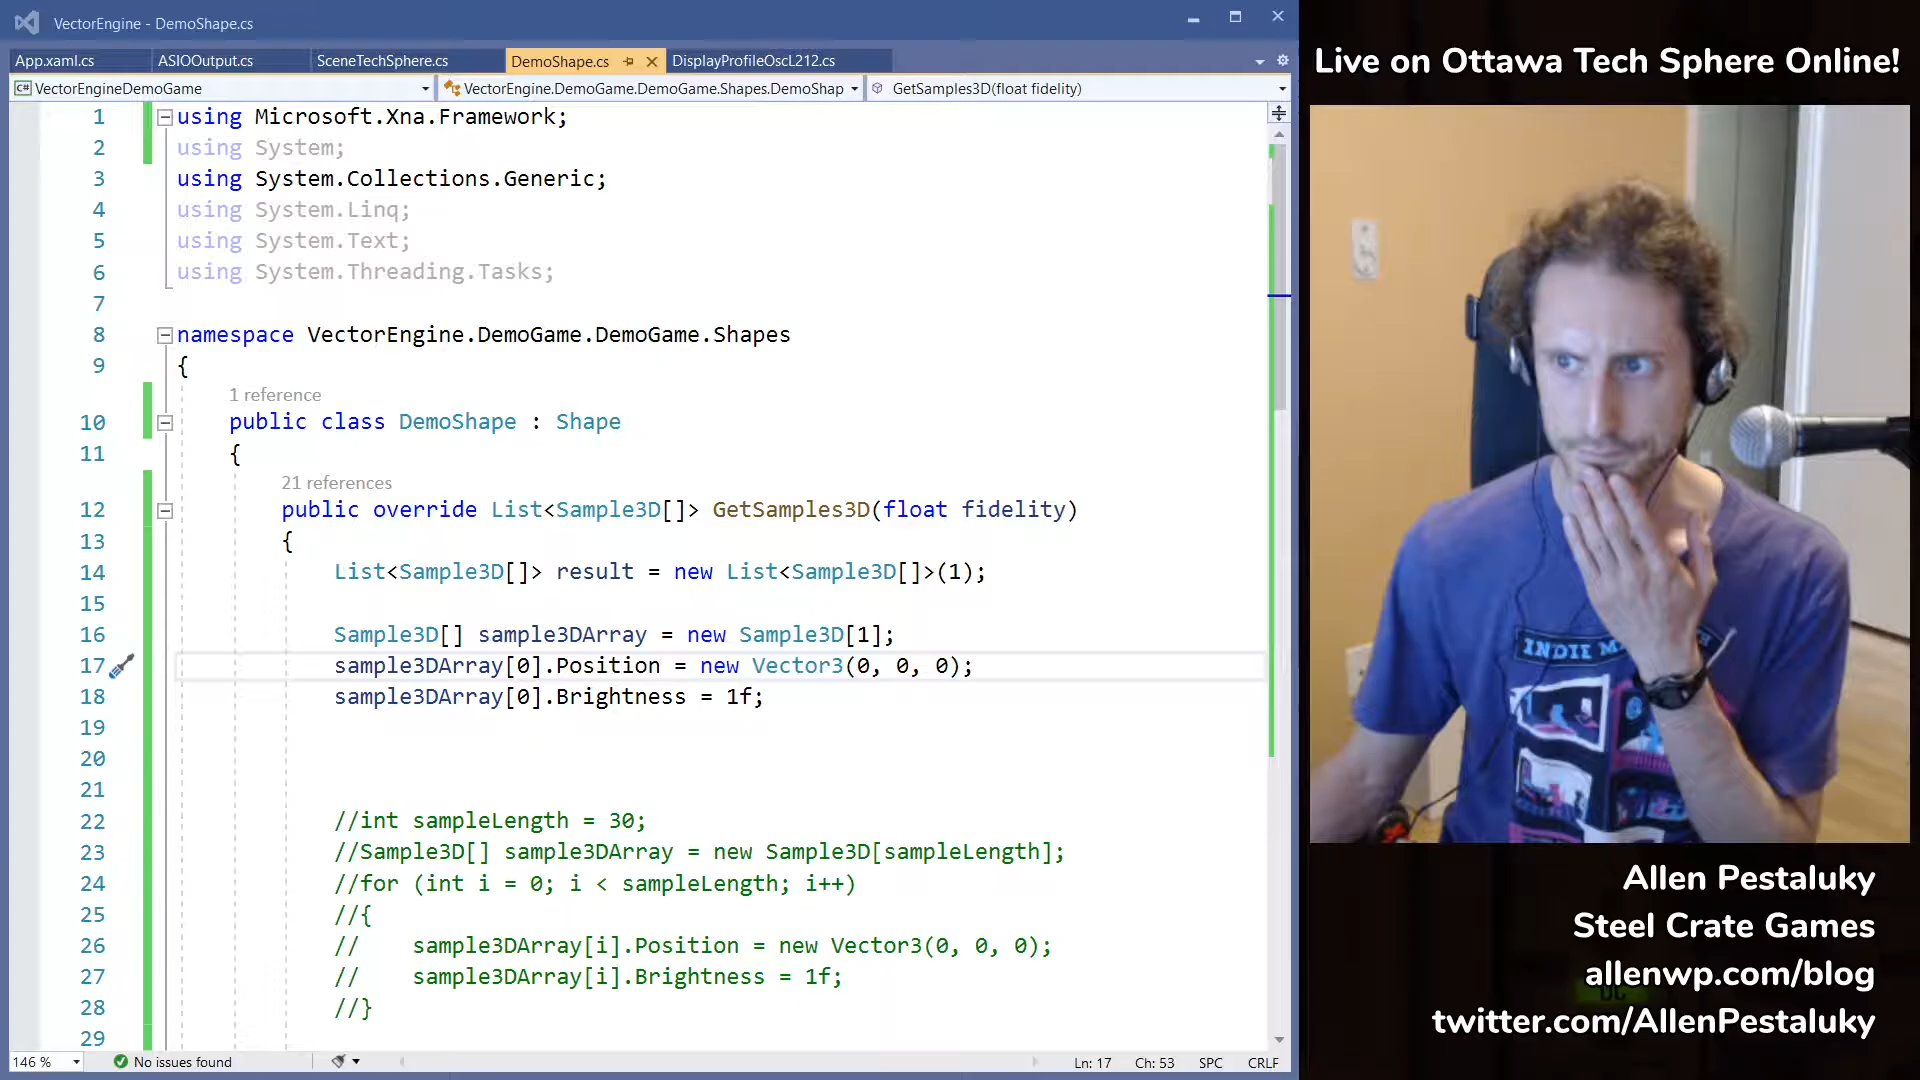 VectorEngine - DemoShape.cs
App.xaml.cs
ASIOOutput.cs
SceneTechSphere.cs
DemoShape.cs
DisplayProfileOscL212.cs
C# VectorEngineDemoGame
VectorEngine.DemoGame.DemoGame.Shapes.DemoShap
GetSamples3D(float fidelity)
1 using Microsoft.Xna.Framework;
2 using System;
3 using System.Collections.Generic;
4 using System.Linq;
5 using System.Text;
6 using System.Threading.Tasks;
7
8 namespace VectorEngine.DemoGame.DemoGame.Shapes
9 {
1 reference
10 public class DemoShape : Shape
11 {
21 references
12 public override List<Sample3D[]> GetSamples3D(float fidelity)
13 {
14 List<Sample3D[]> result = new List<Sample3D[]>(1);
15
16 Sample3D[] sample3DArray = new Sample3D[1];
17 sample3DArray[0].Position = new Vector3(0, 0, 0);
18 sample3DArray[0].Brightness = 1f;
19
20
21
22 //int sampleLength = 30;
23 //Sample3D[] sample3DArray = new Sample3D[sampleLength];
24 //for (int i = 0; i < sampleLength; i++)
25 //{
26 //    sample3DArray[i].Position = new Vector3(0, 0, 0);
27 //    sample3DArray[i].Brightness = 1f;
28 //}
29
146 %
No issues found
Ln: 17
Ch: 53
SPC
CRLF
Live on Ottawa Tech Sphere Online!
INDIE
Allen Pestaluky
Steel Crate Games
allenwp.com/blog
twitter.com/AllenPestaluky